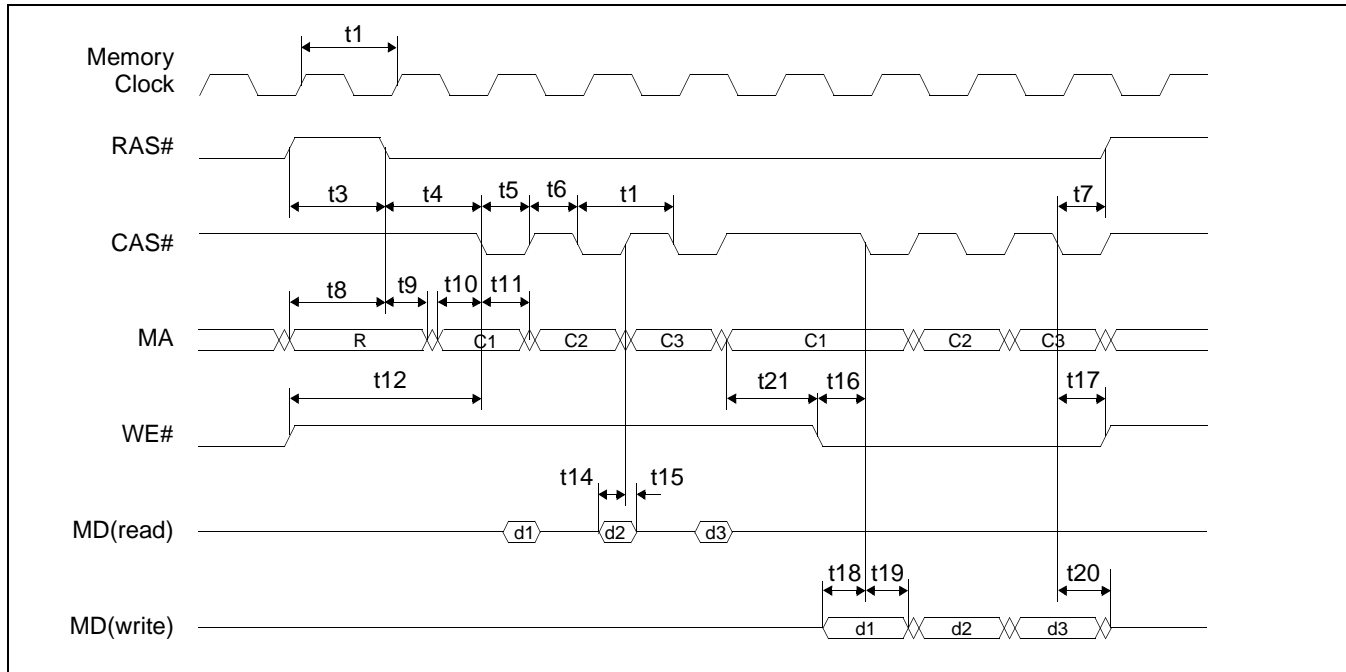 t1
Memory
Clock
RAS#
t3 t4 t5 t6 t1 t7
CAS#
t8 t9 t10 t11
MA
R C1 C2 C3 C1 C2 C3
t12 t21 t16 t17
WE#
t14 t15
MD(read)
d1 d2 d3
t18 t19 t20
MD(write)
d1 d2 d3